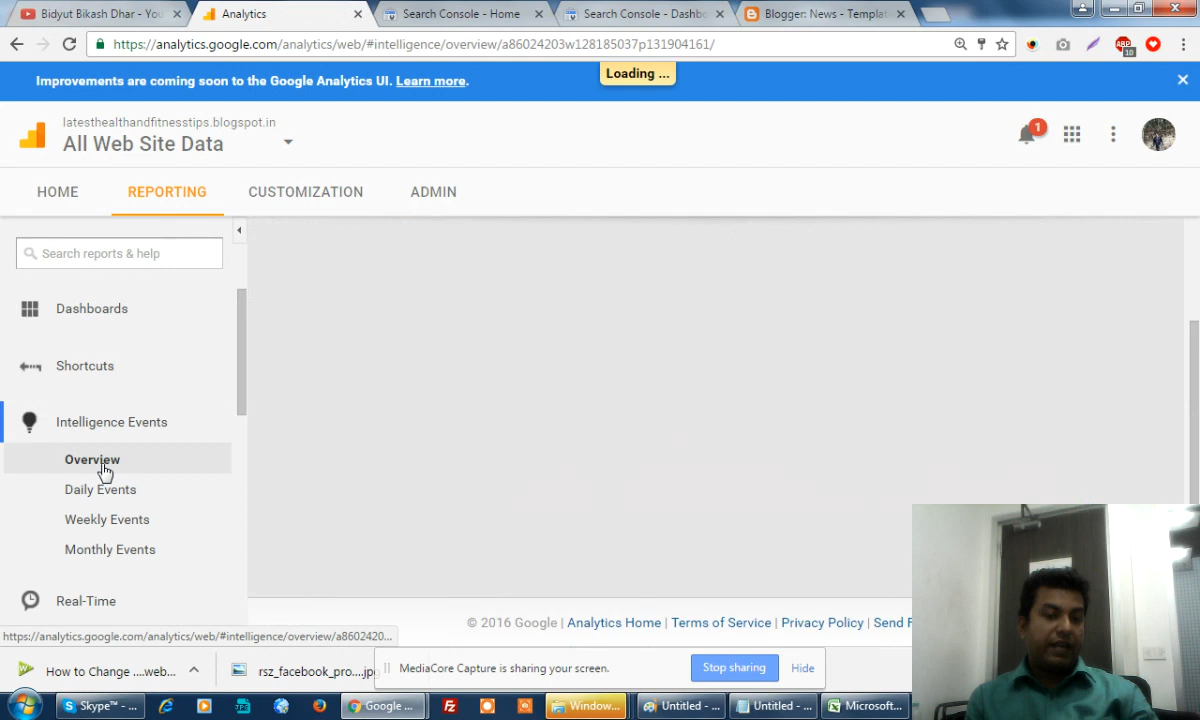 Bidyut Bikash Dhar - You
Analytics
Search Console - Home
Search Console - Dashbo
Blogger: News - Templat
https://analytics.google.com/analytics/web/#intelligence/overview/a86024203w128185037p131904161/
ABP
10
Improvements are coming soon to the Google Analytics UI. Learn more.
Loading ...
latesthealthandfitnesstips.blogspot.in
All Web Site Data
1
HOME
REPORTING
CUSTOMIZATION
ADMIN
Search reports & help
Dashboards
Shortcuts
Intelligence Events
Overview
Daily Events
Weekly Events
Monthly Events
Real-Time
© 2016 Google
Analytics Home
Terms of Service
Privacy Policy
Send F
https://analytics.google.com/analytics/web/#intelligence/overview/a8602420...
How to Change ....web...
rsz_facebook_pro....jpg
MediaCore Capture is sharing your screen.
Stop sharing
Hide
Skype™ - ...
Google ...
Window...
Untitled - ...
Untitled - ...
Microsoft...